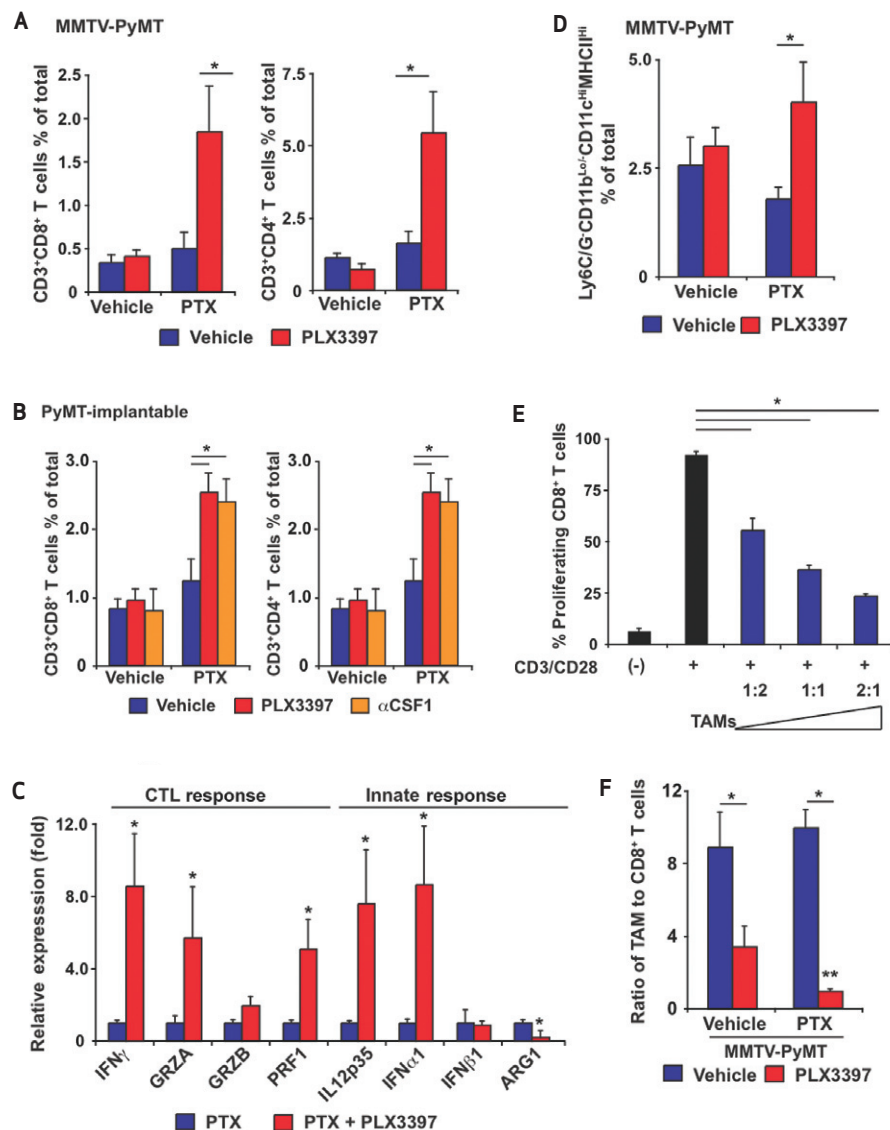 A MMTV-PyMT
CD3⁺CD8⁺ T cells % of total
2.5
2.0
1.5
1.0
0.5
0
*
Vehicle PTX
CD3⁺CD4⁺ T cells % of total
7.5
5.0
2.5
0
*
Vehicle PTX
Vehicle PLX3397
B PyMT-implantable
CD3⁺CD8⁺ T cells % of total
3.0
2.0
1.0
0
*
Vehicle PTX
CD3⁺CD4⁺ T cells % of total
3.0
2.0
1.0
0
*
Vehicle PTX
Vehicle PLX3397 αCSF1
C CTL response Innate response
Relative expresssion (fold)
12.0
8.0
4.0
0.0
* * * * * *
IFNγ GRZA GRZB PRF1 IL12p35 IFNα1 IFNβ1 ARG1
PTX PTX + PLX3397
D MMTV-PyMT
Ly6C/G⁻CD11bᴸᵒ/⁻CD11cᴴⁱMHCIIᴴⁱ
% of total
5.0
2.5
0
*
Vehicle PTX
Vehicle PLX3397
E
% Proliferating CD8⁺ T cells
100
75
50
25
0
*
CD3/CD28 (-) + + + +
1:2 1:1 2:1
TAMs
F
Ratio of TAM to CD8⁺ T cells
12
8
4
0
* *
**
Vehicle PTX
MMTV-PyMT
Vehicle PLX3397